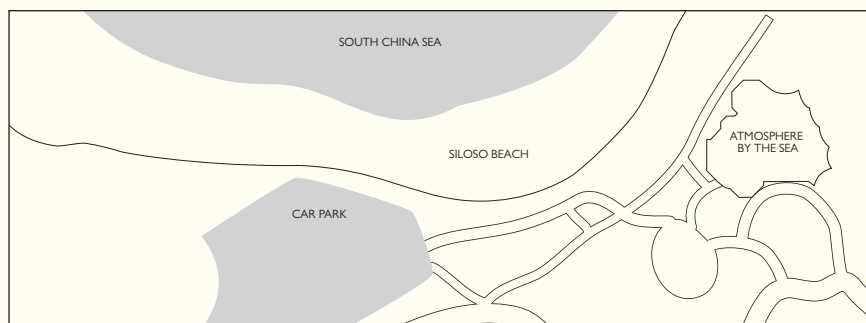 SOUTH CHINA SEA
SILOSO BEACH
ATMOSPHERE
BY THE SEA
CAR PARK